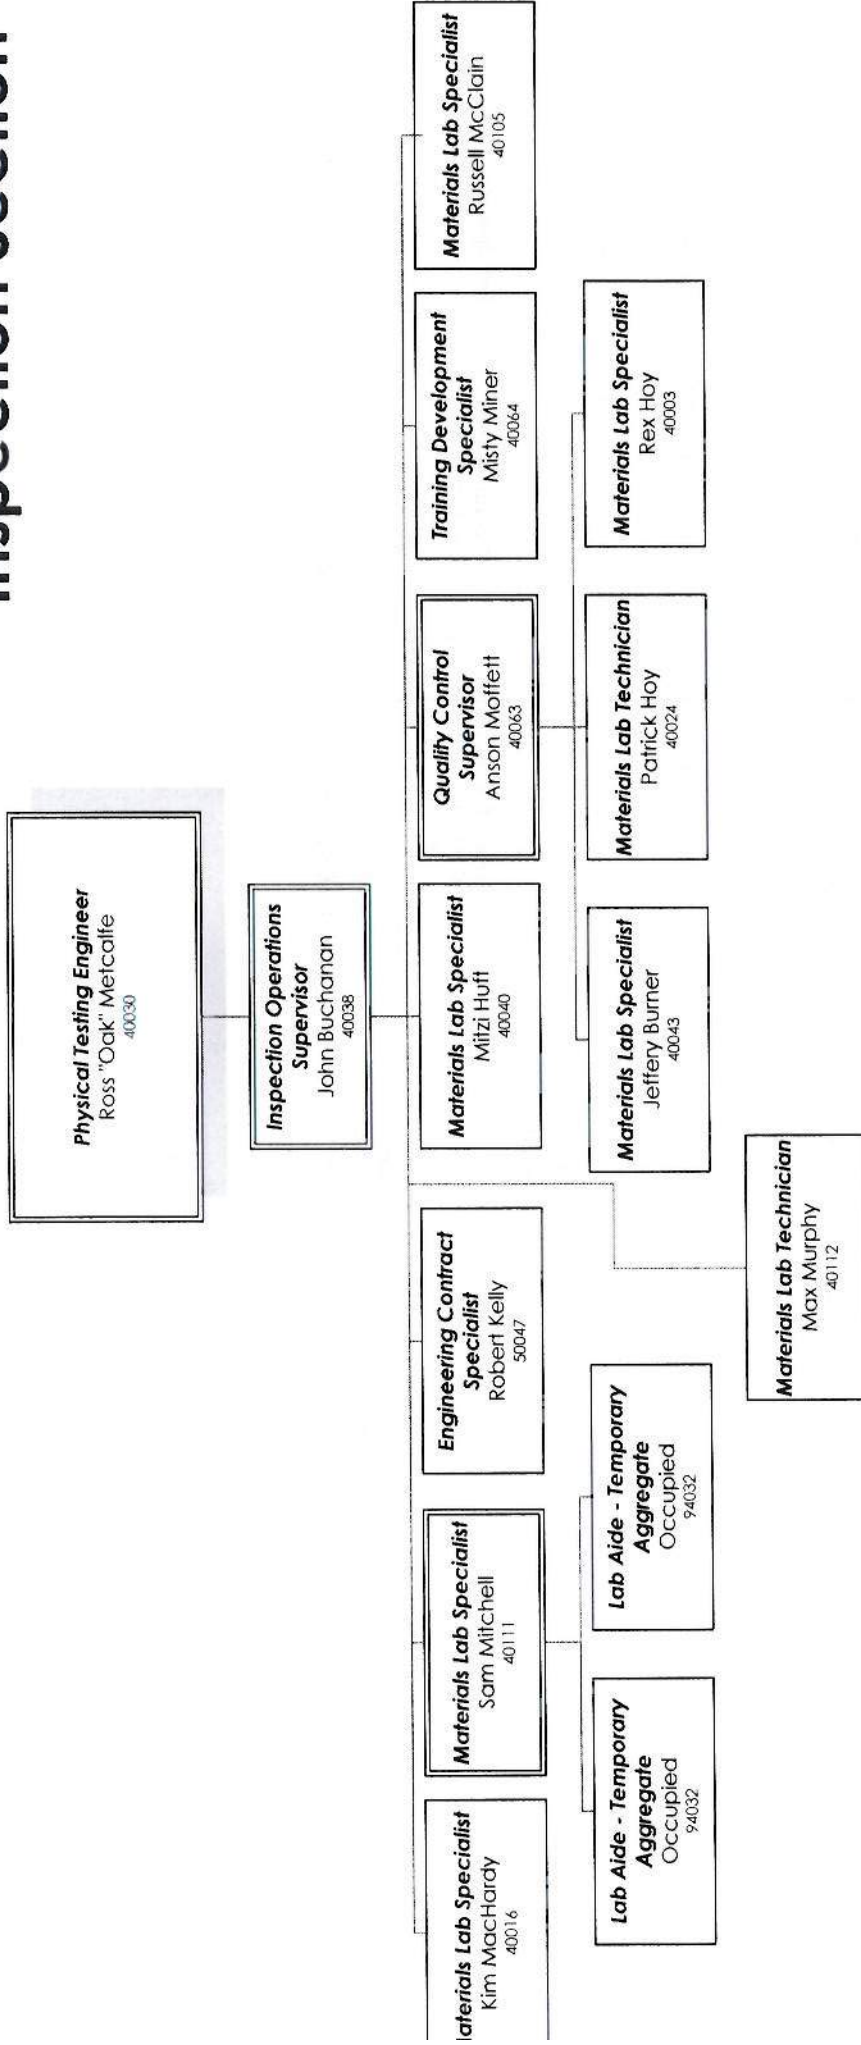 Inspection Section
Physical Testing Engineer
Ross "Oak" Metcalfe
40030
Inspection Operations
Supervisor
John Buchanan
40038
aterials Lab Specialist
Kim MacHardy
40016
Materials Lab Specialist
Sam Mitchell
40111
Engineering Contract
Specialist
Robert Kelly
50047
Materials Lab Specialist
Mitzi Huff
40040
Quality Control
Supervisor
Anson Moffett
40063
Training Development
Specialist
Misty Miner
40064
Materials Lab Specialist
Russell McClain
40105
Lab Aide - Temporary
Aggregate
Occupied
94032
Lab Aide - Temporary
Aggregate
Occupied
94032
Materials Lab Specialist
Jeffery Burner
40043
Materials Lab Technician
Patrick Hoy
40024
Materials Lab Specialist
Rex Hoy
40003
Materials Lab Technician
Max Murphy
40112